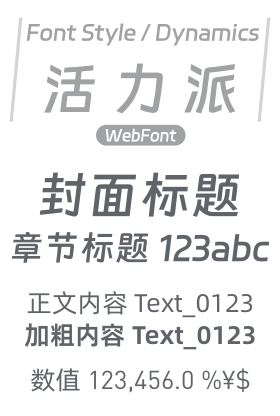 Font Style / Dynamics
活力派
WebFont
封面标题
章节标题 123abc
正文内容 Text_0123
加粗内容 Text_0123
数值 123,456.0 %¥$